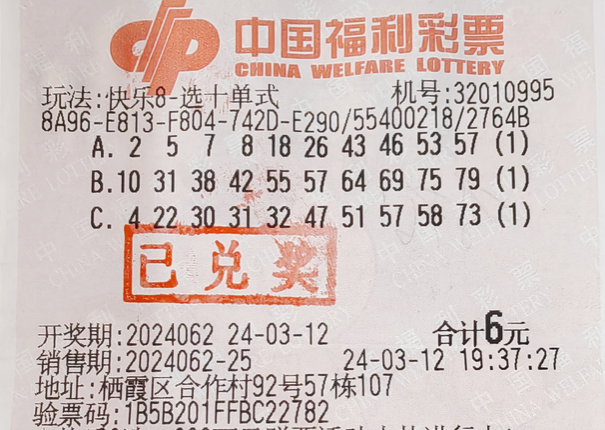 中国福利彩票
CHINA WELFARE LOTTERY
玩法:快乐8-选十单式 机号:32010995
8A96-E813-F804-742D-E290/55400218/2764B
A. 2 5 7 8 18 26 43 46 53 57 (1)
B.10 31 38 42 55 57 64 69 75 79 (1)
C. 4 22 30 31 32 47 51 57 58 73 (1)
已兑奖
开奖期:2024062 24-03-12 合计6元
销售期:2024062-25 24-03-12 19:37:27
地址:栖霞区合作村92号57栋107
验票码:1B5B201FFBC22782